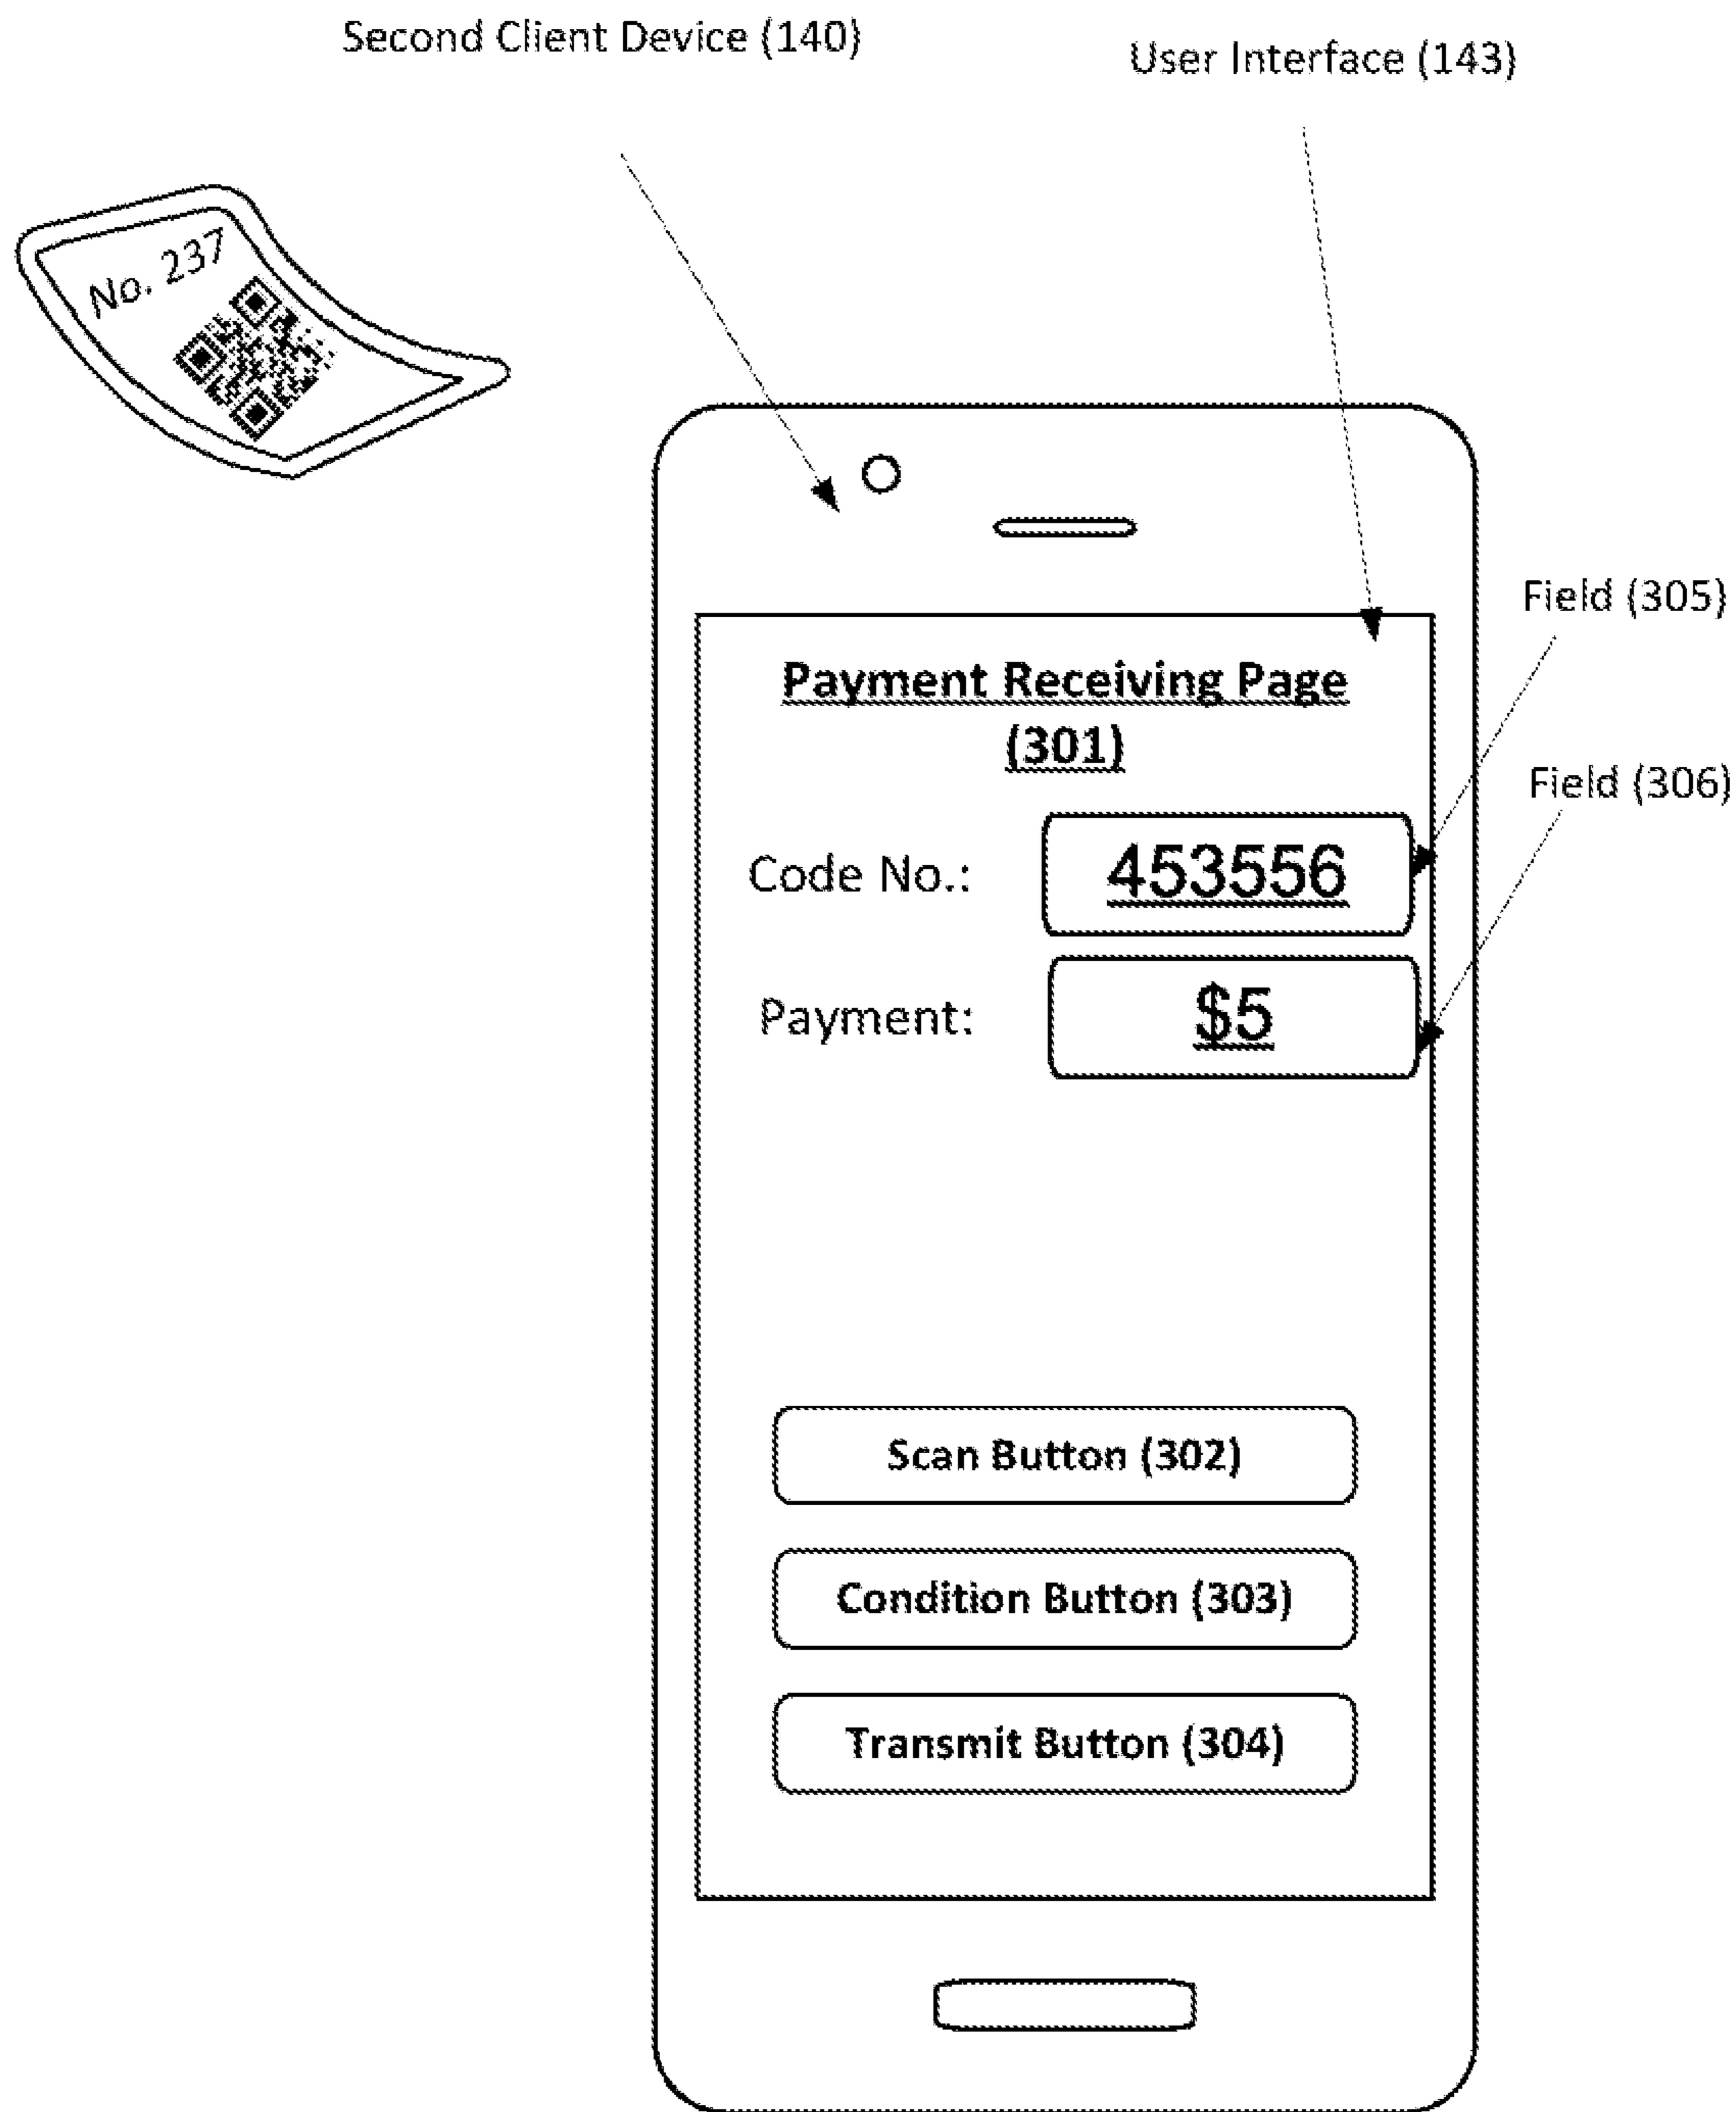 Second Client Device (140)
User Interface (143)
No. 237
Field (305)
Payment Receiving Page
(301)
Field (306)
Code No.: 453556
Payment: $5
Scan Button (302)
Condition Button (303)
Transmit Button (304)